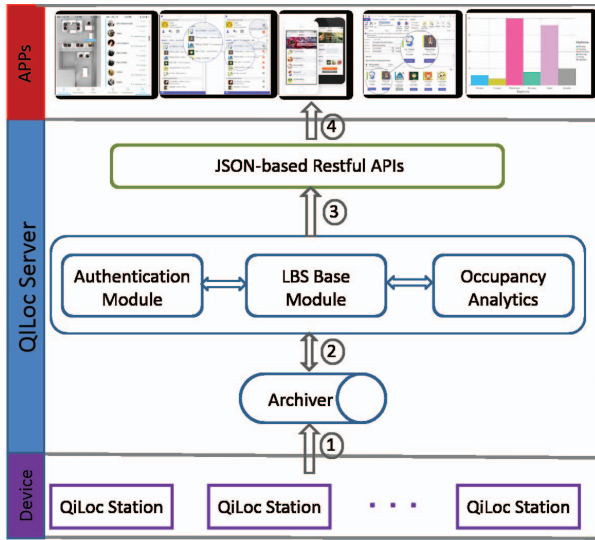 APPs
4
JSON-based Restful APIs
3
QILoc Server
Authentication
Module
LBS Base
Module
Occupancy
Analytics
2
Archiver
1
Device
QiLoc Station
QiLoc Station
. . .
QiLoc Station